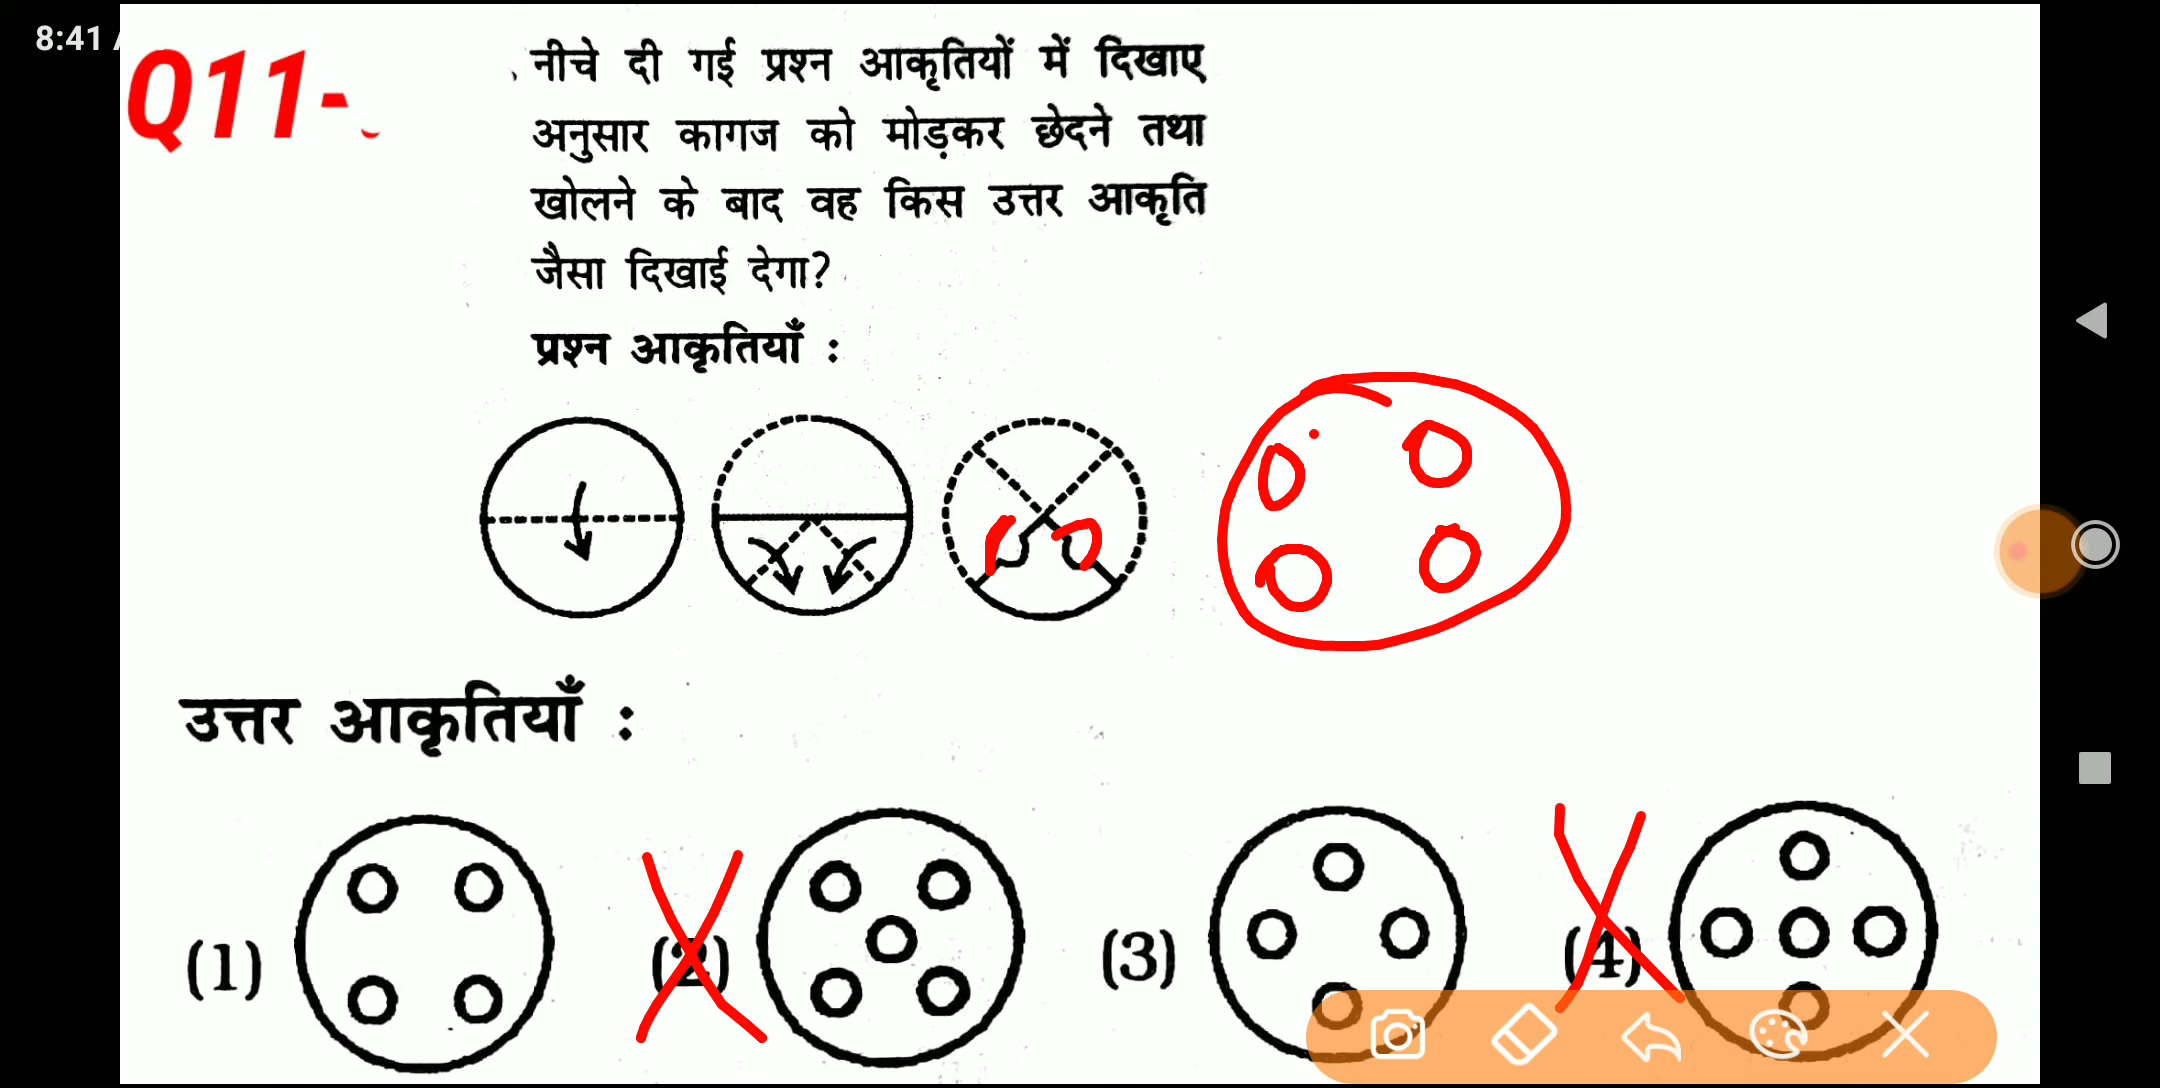 8:41
Q11-
नीचे दी गई प्रश्न आकृतियों में दिखाए
अनुसार कागज को मोड़कर छेदने तथा
खोलने के बाद वह किस उत्तर आकृति
जैसा दिखाई देगा?
प्रश्न आकृतियाँ :
उत्तर आकृतियाँ :
(1) (2) (3) (4)